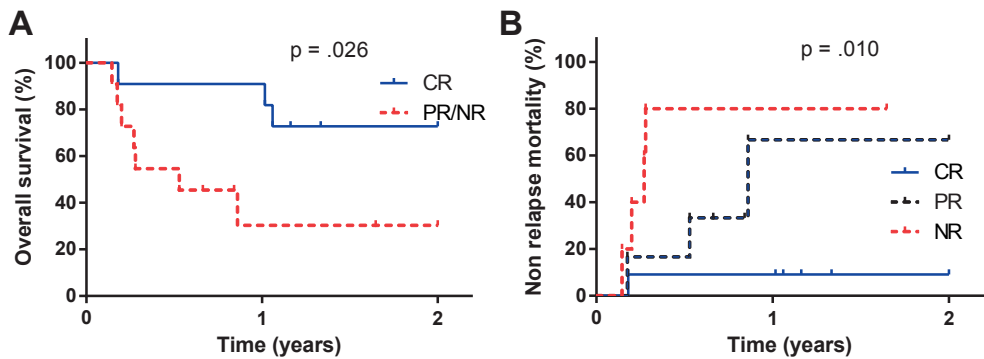 A
p = .026
Overall survival (%)
100
80
60
40
20
0
CR
PR/NR
0 1 2
Time (years)
B
p = .010
Non relapse mortality (%)
100
80
60
40
20
0
CR
PR
NR
0 1 2
Time (years)